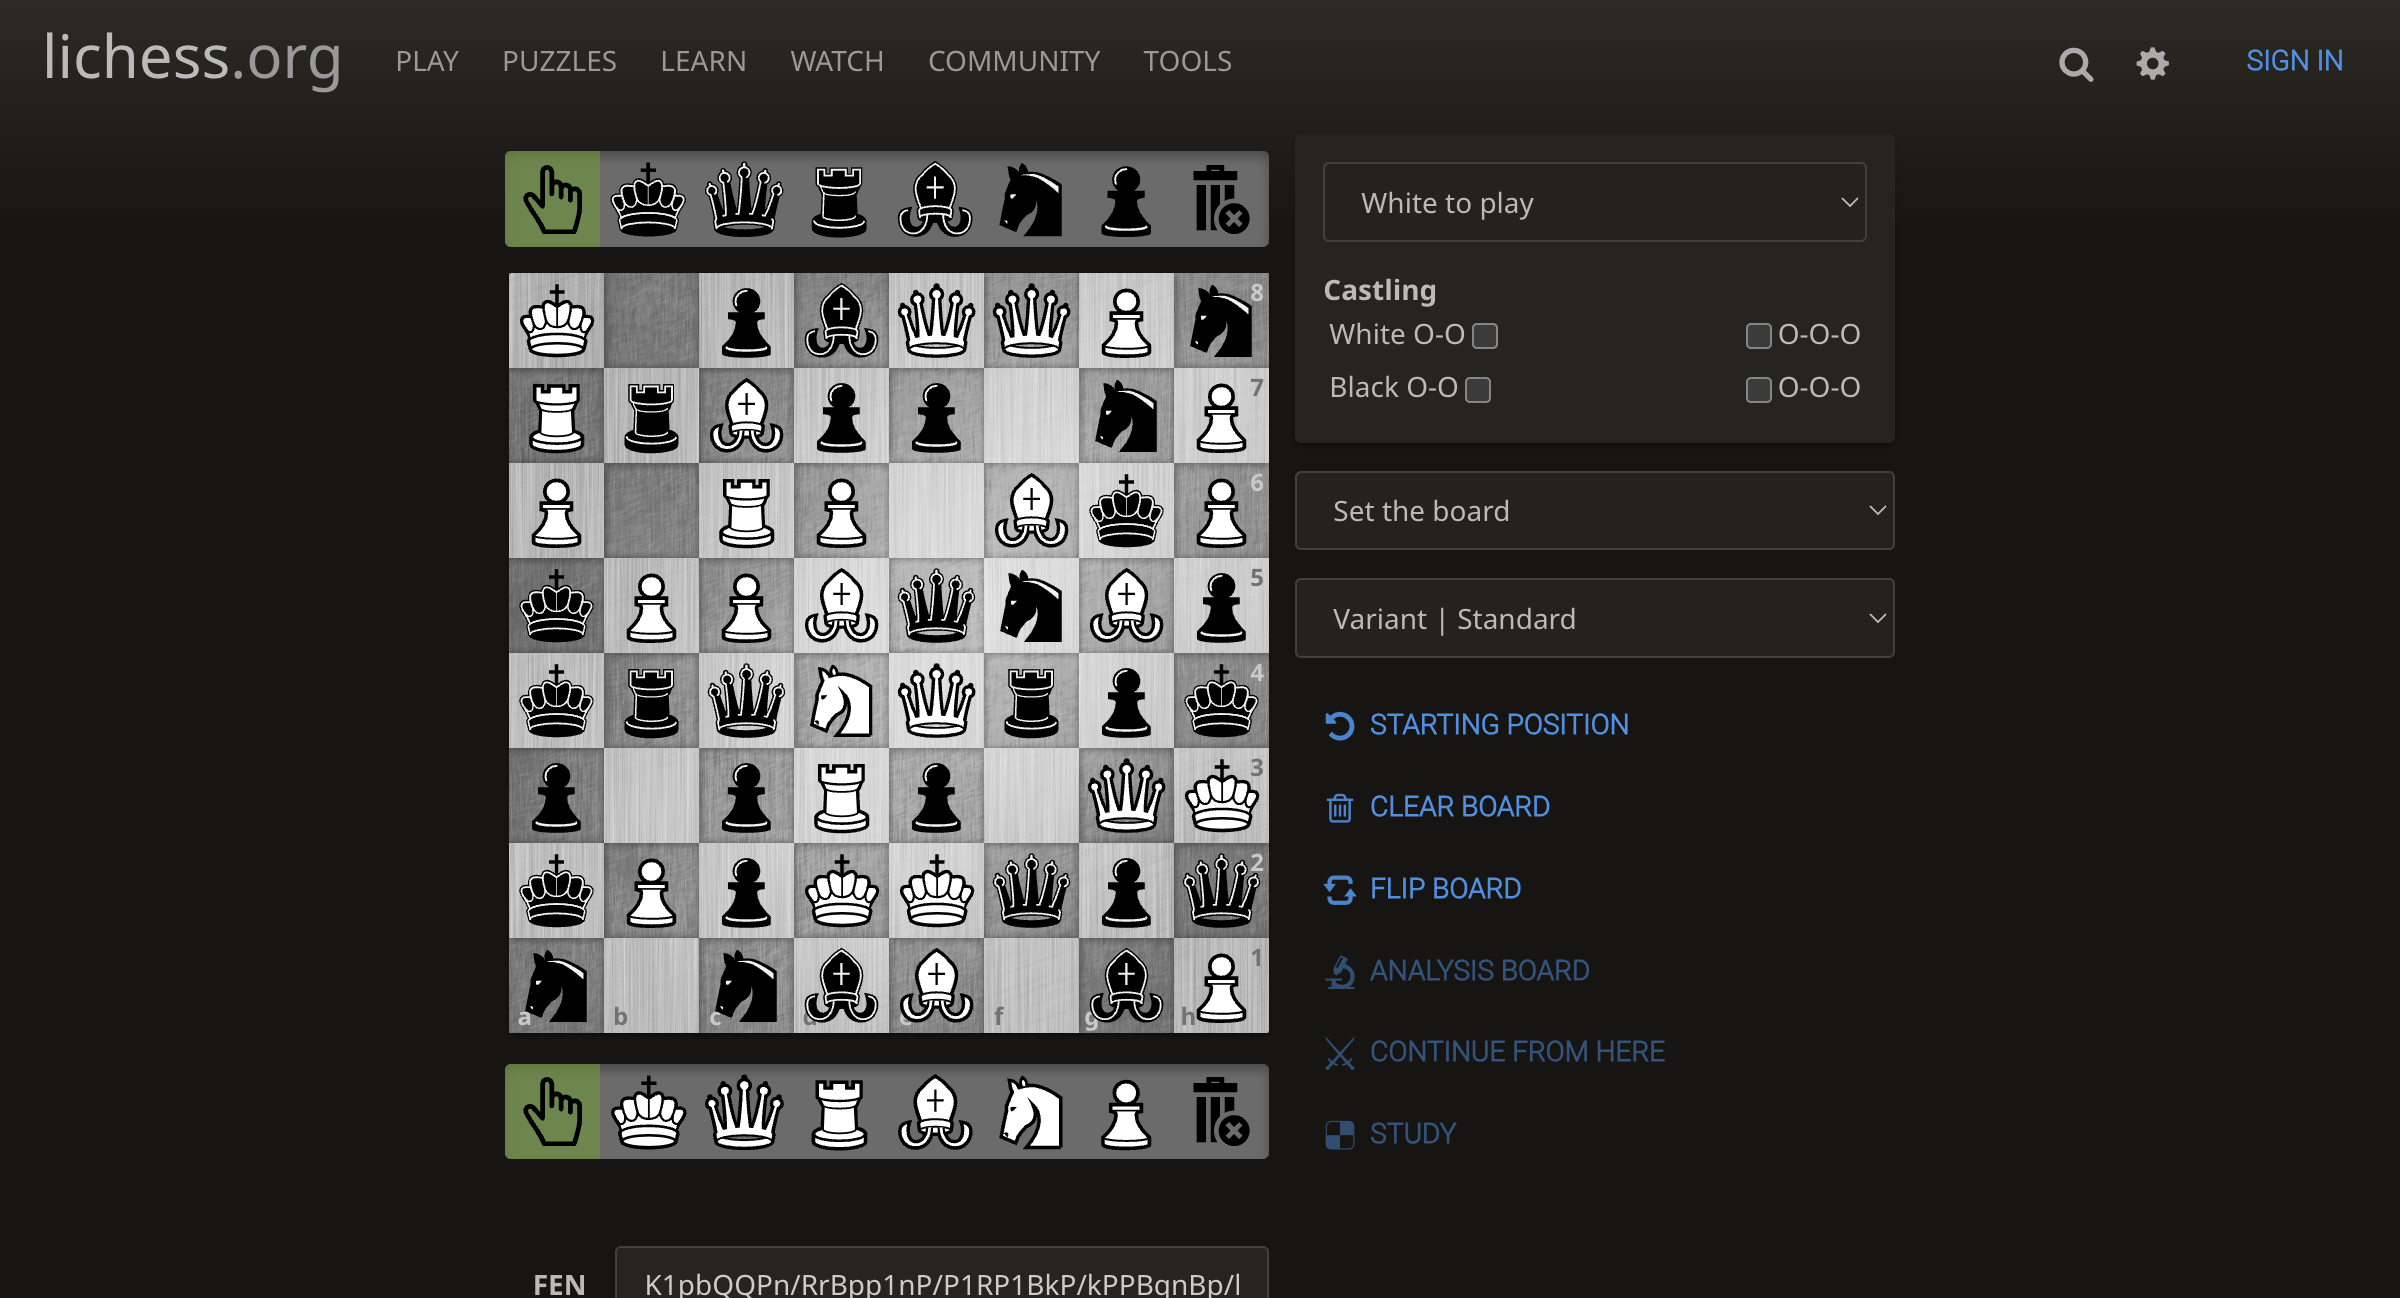 lichess.org PLAY PUZZLES LEARN WATCH COMMUNITY TOOLS SIGN IN
White to play
Castling
White O-O O-O-O
Black O-O O-O-O
Set the board
Variant | Standard
STARTING POSITION
CLEAR BOARD
FLIP BOARD
ANALYSIS BOARD
CONTINUE FROM HERE
STUDY
8
7
6
5
4
3
2
1
a b c d e f g h
FEN K1pbQQPn/RrBpp1nP/P1RP1BkP/kPPBqnBp/